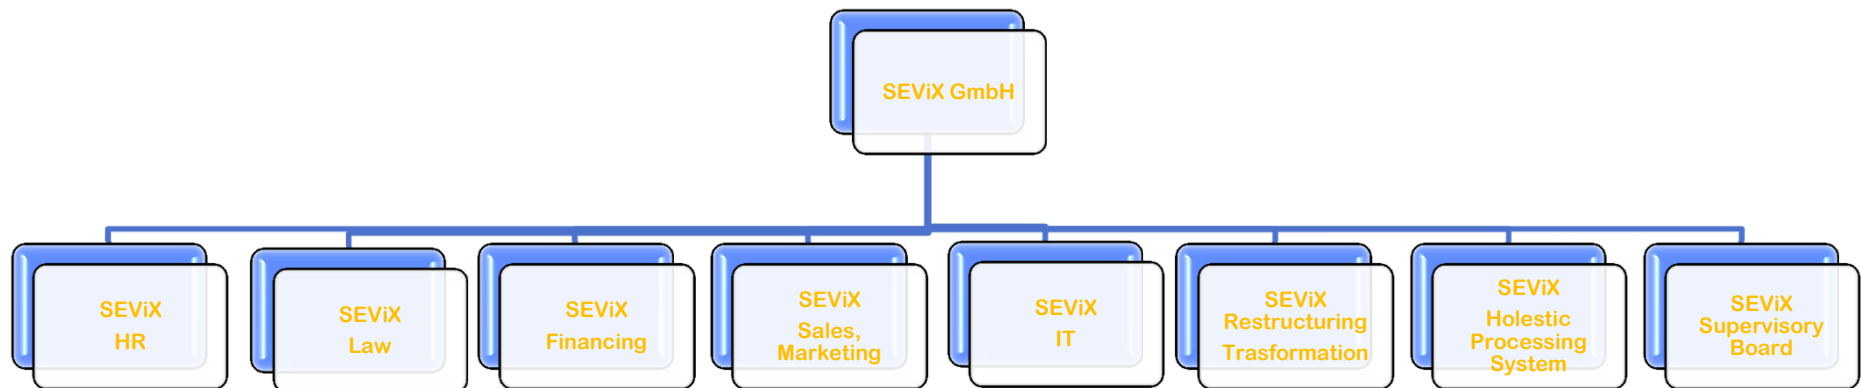 SEViX GmbH
SEViX
HR
SEViX
Law
SEViX
Financing
SEViX
Sales,
Marketing
SEViX
IT
SEViX
Restructuring
Trasformation
SEViX
Holestic
Processing
System
SEViX
Supervisory
Board